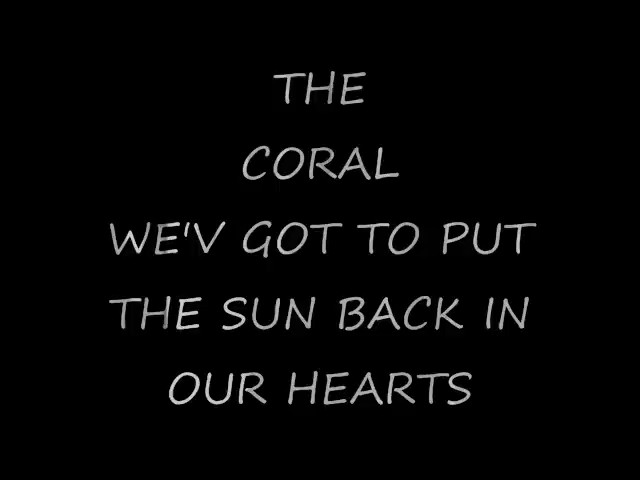 THE
CORAL
WE'V GOT TO PUT
THE SUN BACK IN
OUR HEARTS